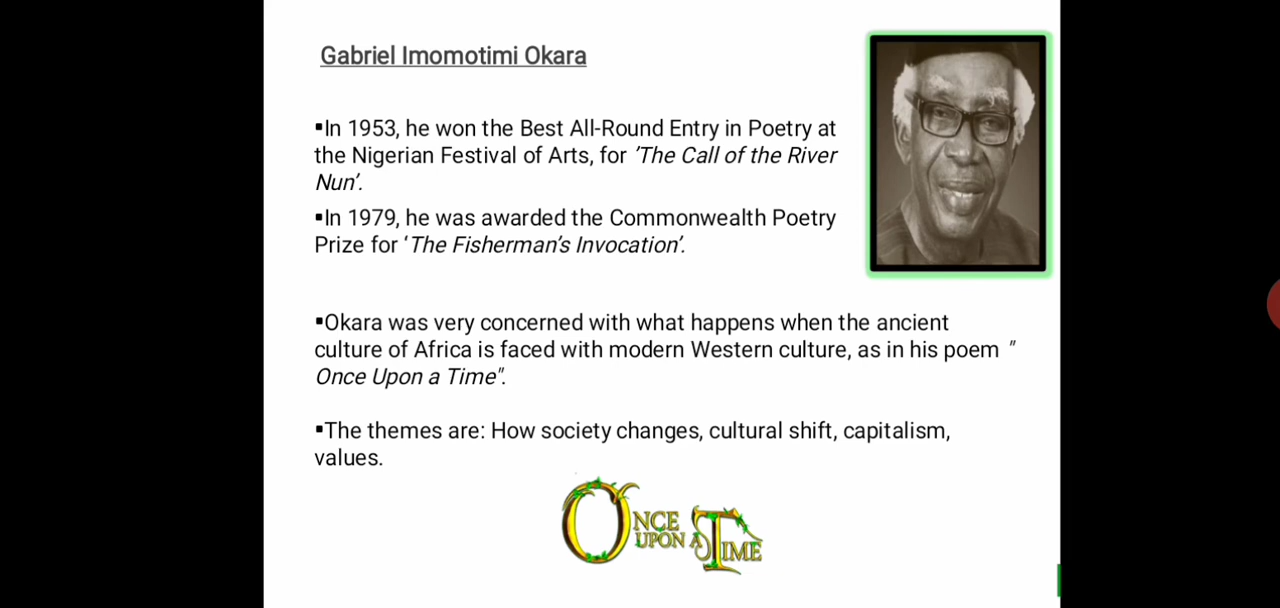 Gabriel Imomotimi Okara
▪In 1953, he won the Best All-Round Entry in Poetry at
the Nigerian Festival of Arts, for ’The Call of the River
Nun’.
▪In 1979, he was awarded the Commonwealth Poetry
Prize for ‘The Fisherman’s Invocation’.
▪Okara was very concerned with what happens when the ancient
culture of Africa is faced with modern Western culture, as in his poem "
Once Upon a Time".
▪The themes are: How society changes, cultural shift, capitalism,
values.
ONCE
UPON A TIME